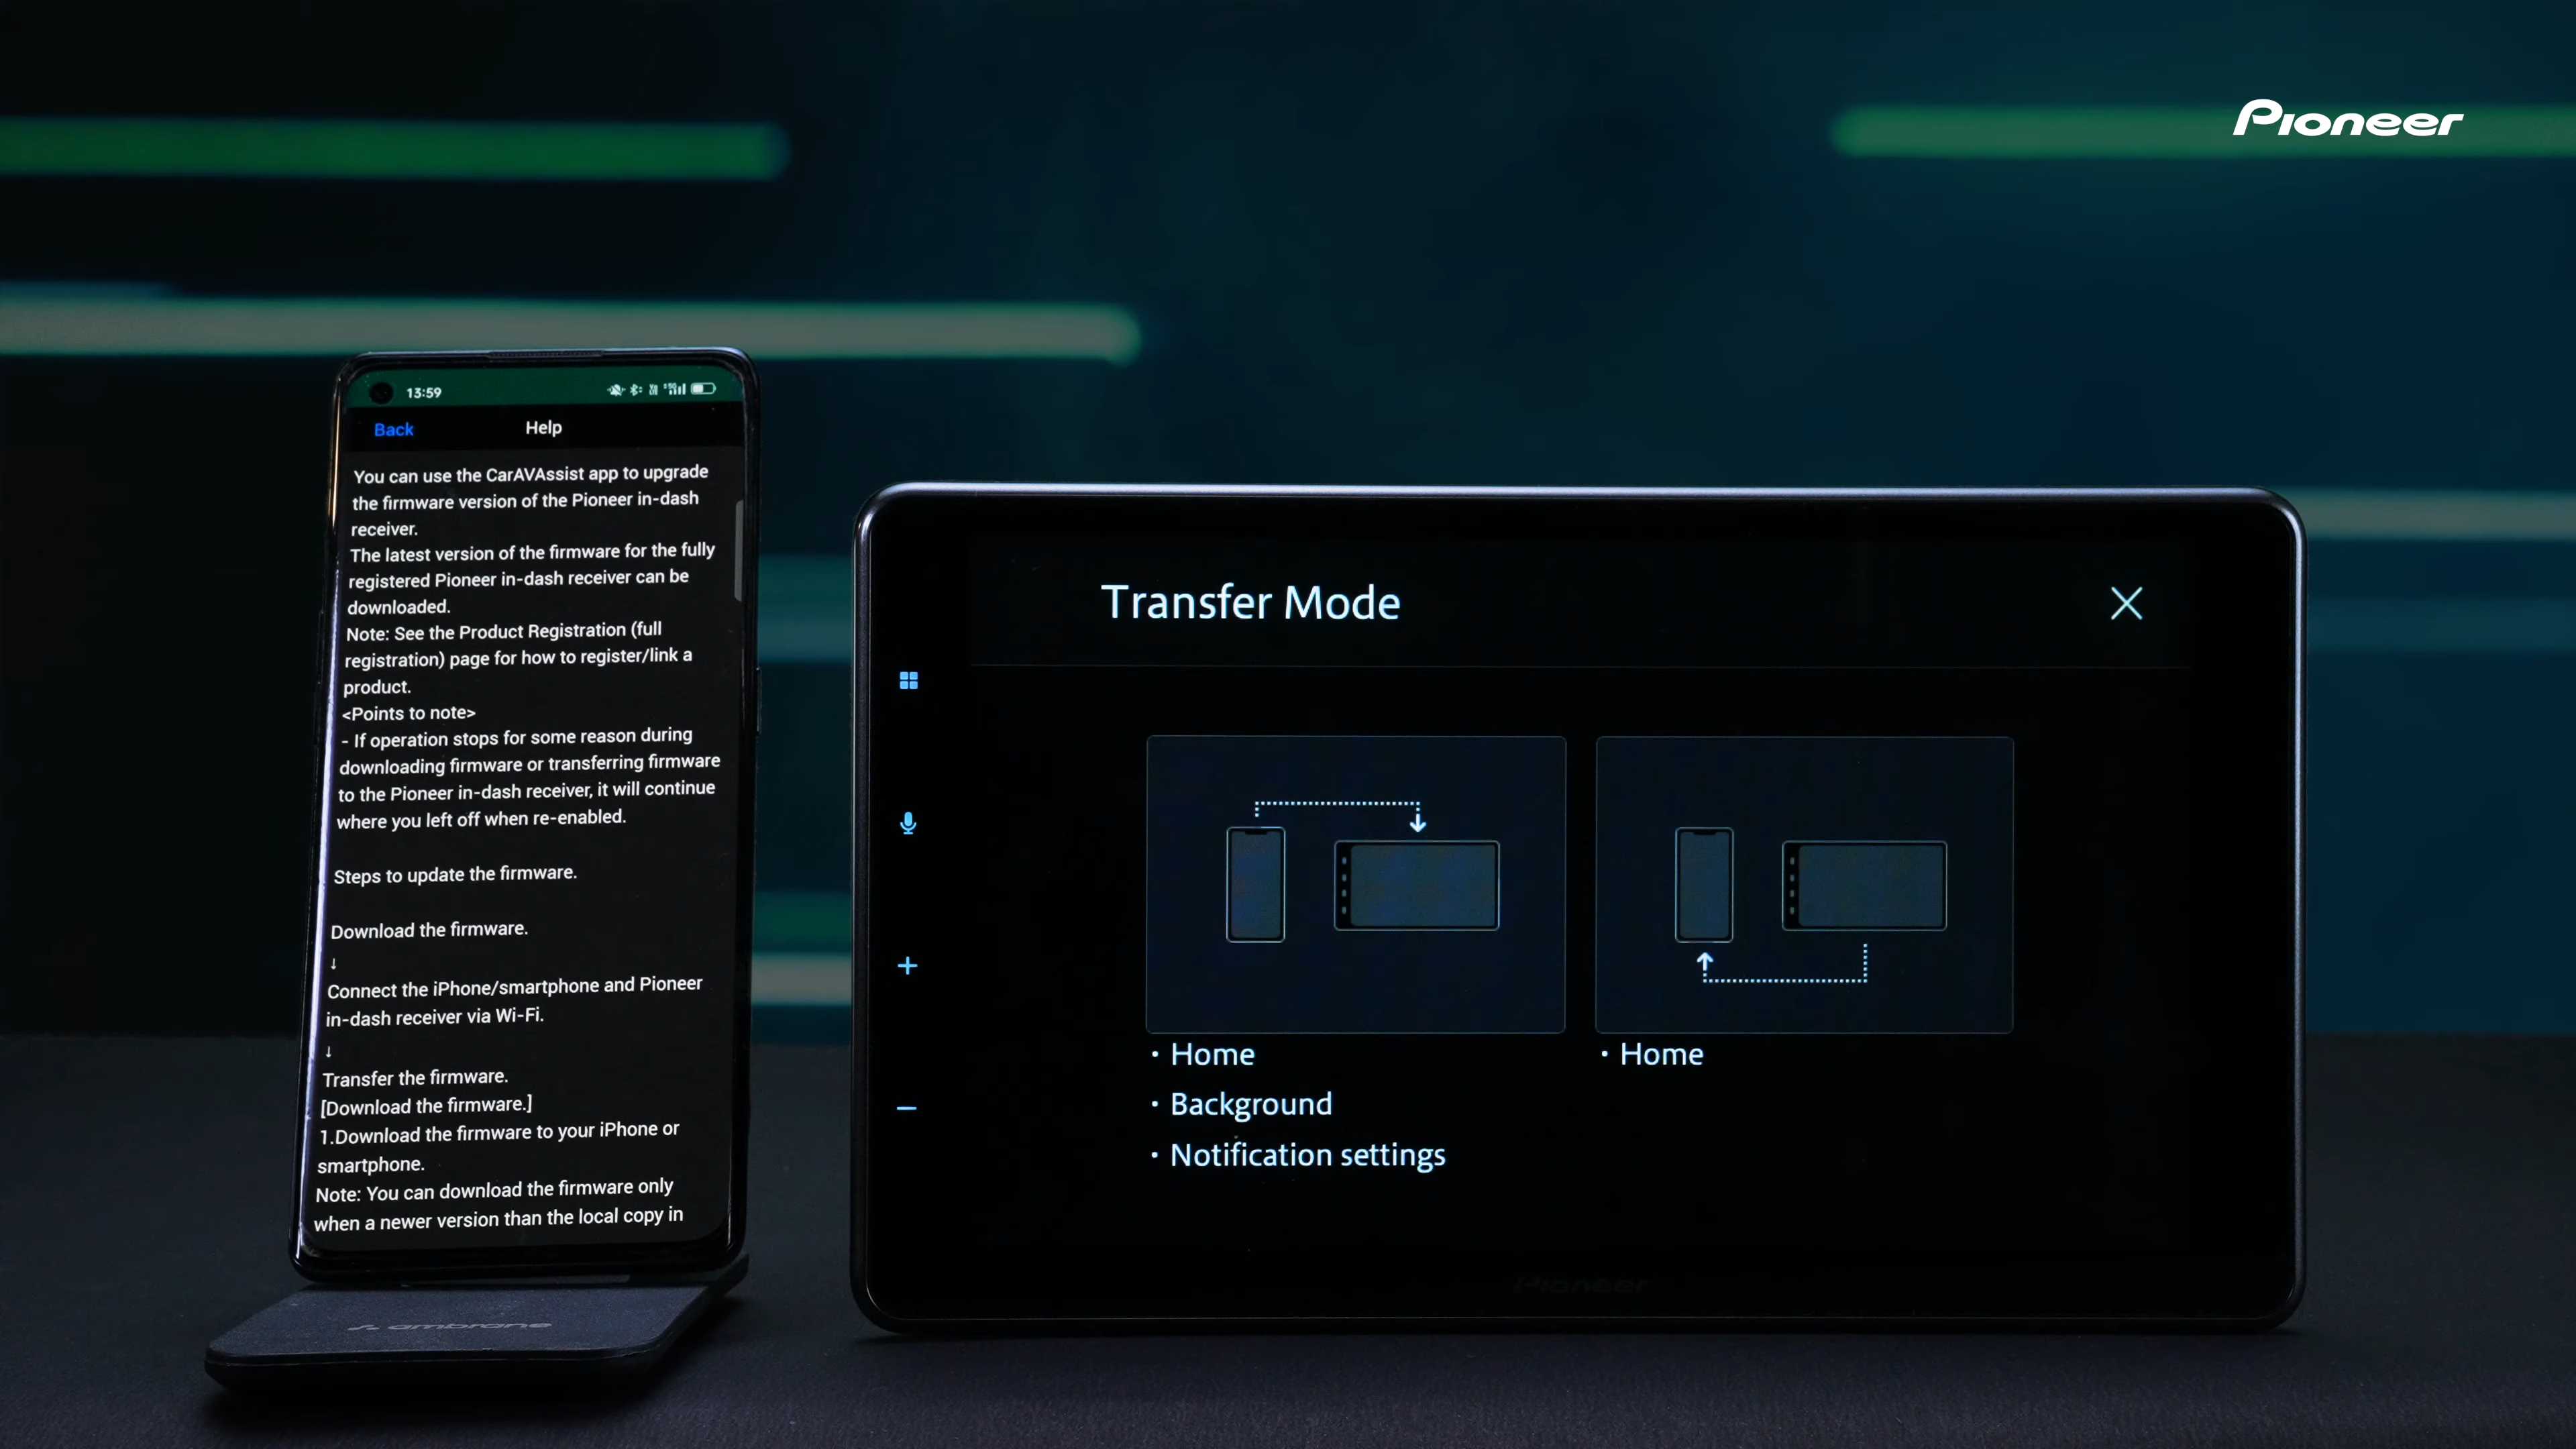 Pioneer
13:59
Back
Help
You can use the CarAVAssist app to upgrade
the firmware version of the Pioneer in-dash
receiver.
The latest version of the firmware for the fully
registered Pioneer in-dash receiver can be
downloaded.
Note: See the Product Registration (full
registration) page for how to register/link a
product.
<Points to note>
- If operation stops for some reason during
downloading firmware or transferring firmware
to the Pioneer in-dash receiver, it will continue
where you left off when re-enabled.
Steps to update the firmware.
Download the firmware.
↓
Connect the iPhone/smartphone and Pioneer
in-dash receiver via Wi-Fi.
↓
Transfer the firmware.
[Download the firmware.]
1.Download the firmware to your iPhone or
smartphone.
Note: You can download the firmware only
when a newer version than the local copy in
ambrane
Transfer Mode
• Home
• Background
• Notification settings
• Home
Pioneer